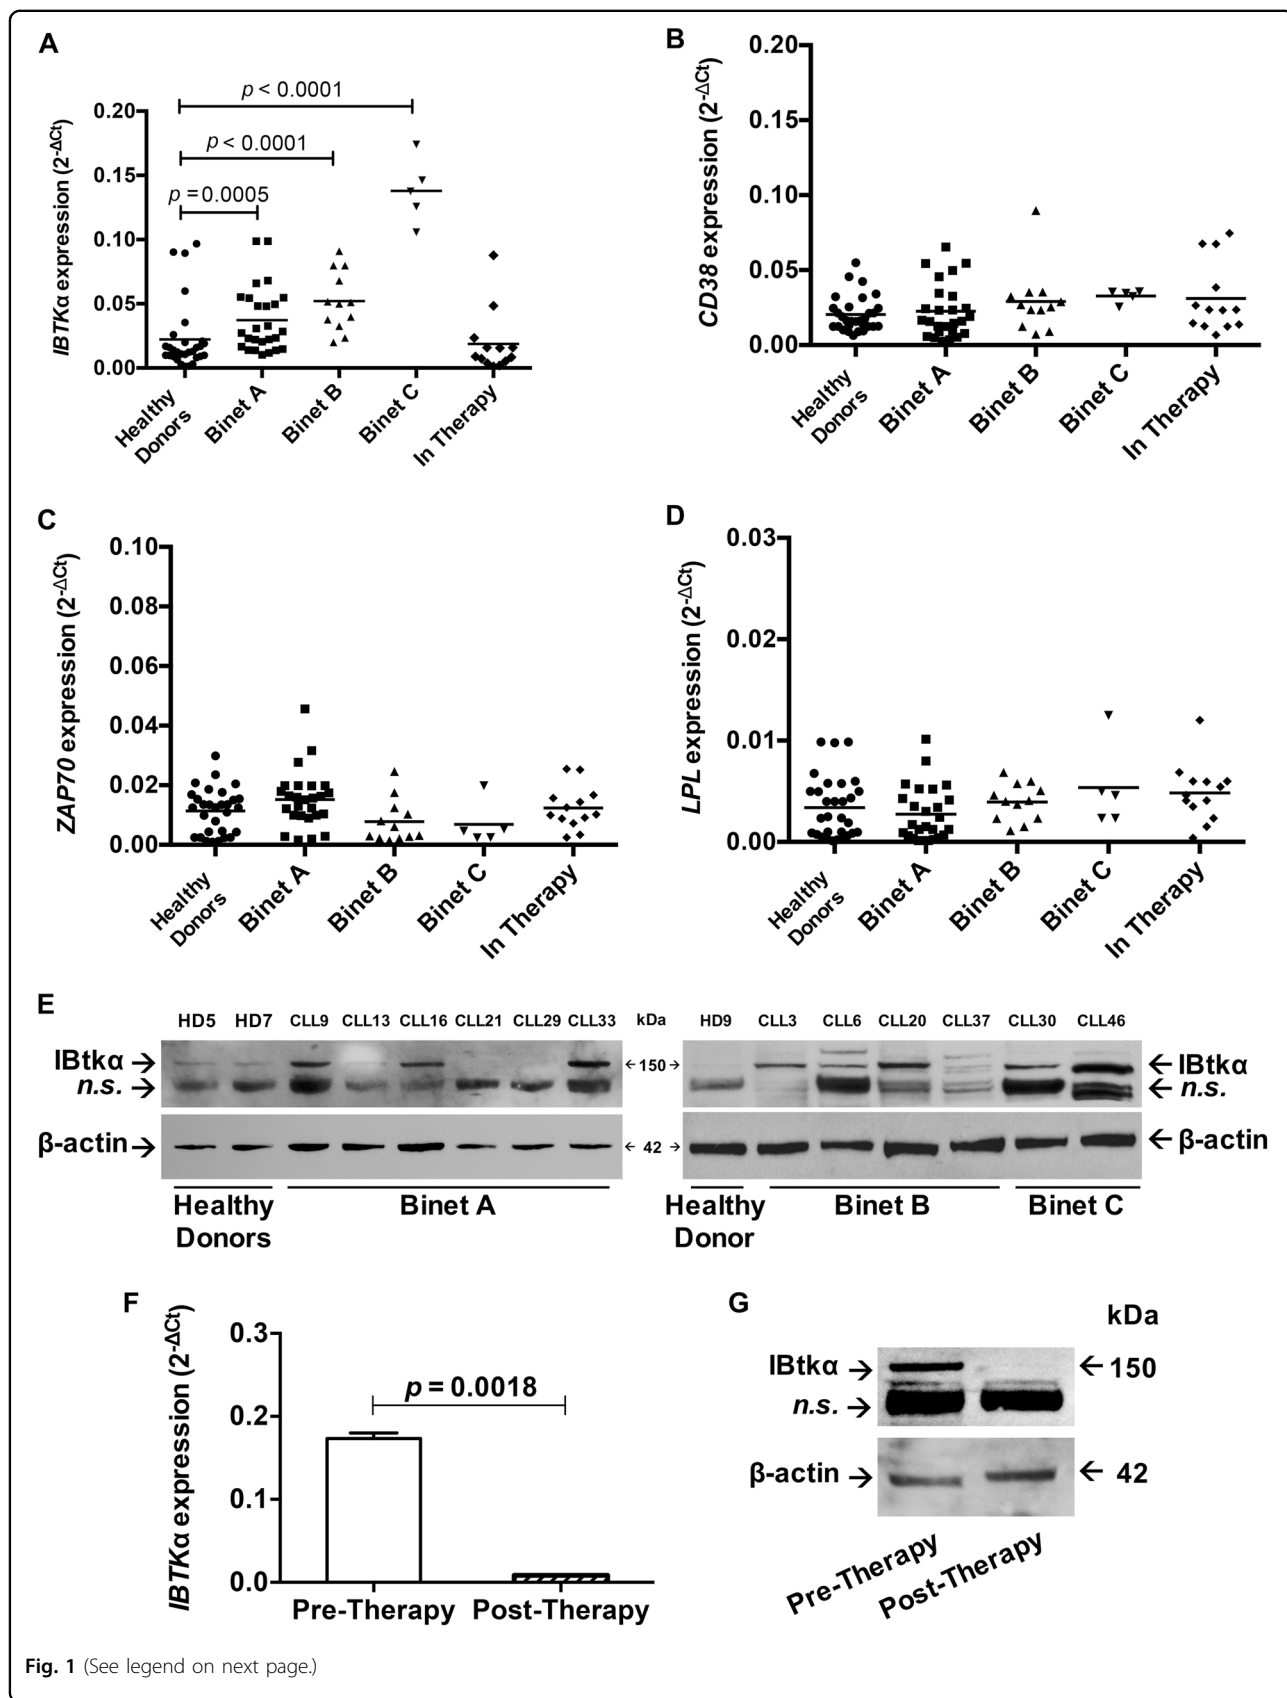 A
p < 0.0001
p < 0.0001
p = 0.0005
IBTKα expression (2-ΔCt)
0.20
0.15
0.10
0.05
0.00
Healthy
Donors
Binet A
Binet B
Binet C
In Therapy
B
CD38 expression (2-ΔCt)
0.20
0.15
0.10
0.05
0.00
Healthy
Donors
Binet A
Binet B
Binet C
In Therapy
C
ZAP70 expression (2-ΔCt)
0.10
0.08
0.06
0.04
0.02
0.00
Healthy
Donors
Binet A
Binet B
Binet C
In Therapy
D
LPL expression (2-ΔCt)
0.03
0.02
0.01
0.00
Healthy
Donors
Binet A
Binet B
Binet C
In Therapy
E
HD5 HD7 CLL9 CLL13 CLL16 CLL21 CLL29 CLL33 kDa HD9 CLL3 CLL6 CLL20 CLL37 CLL30 CLL46
IBtkα → ← 150 → ← IBtkα
n.s. → ← n.s.
β-actin → ← 42 → ← β-actin
Healthy
Donors
Binet A
Healthy
Donor
Binet B
Binet C
F
IBTKα expression (2-ΔCt)
0.3
0.2
0.1
0.0
p = 0.0018
Pre-Therapy Post-Therapy
G
kDa
IBtkα → ← 150
n.s. →
β-actin → ← 42
Pre-Therapy
Post-Therapy
Fig. 1 (See legend on next page.)